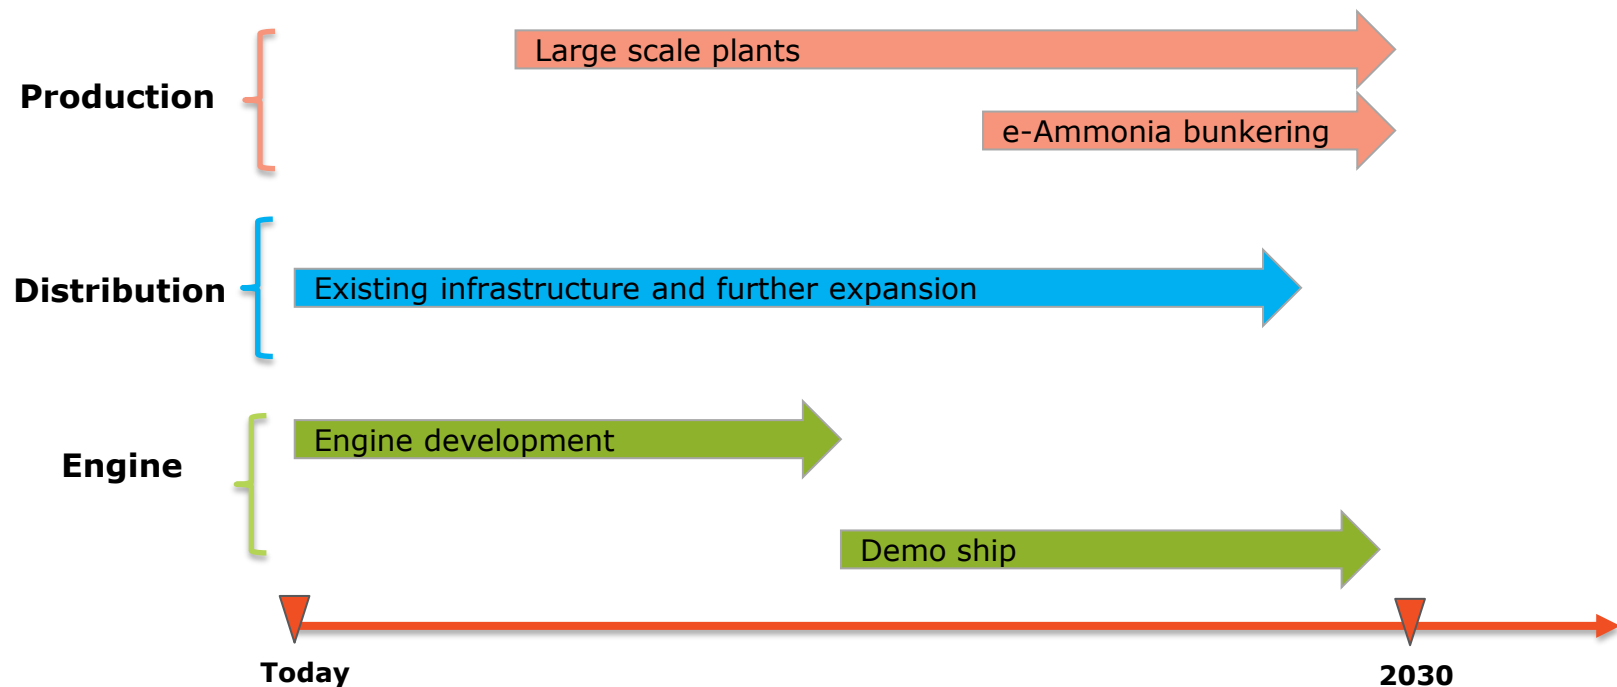 Production
Large scale plants
e-Ammonia bunkering
Distribution
Existing infrastructure and further expansion
Engine
Engine development
Demo ship
Today
2030